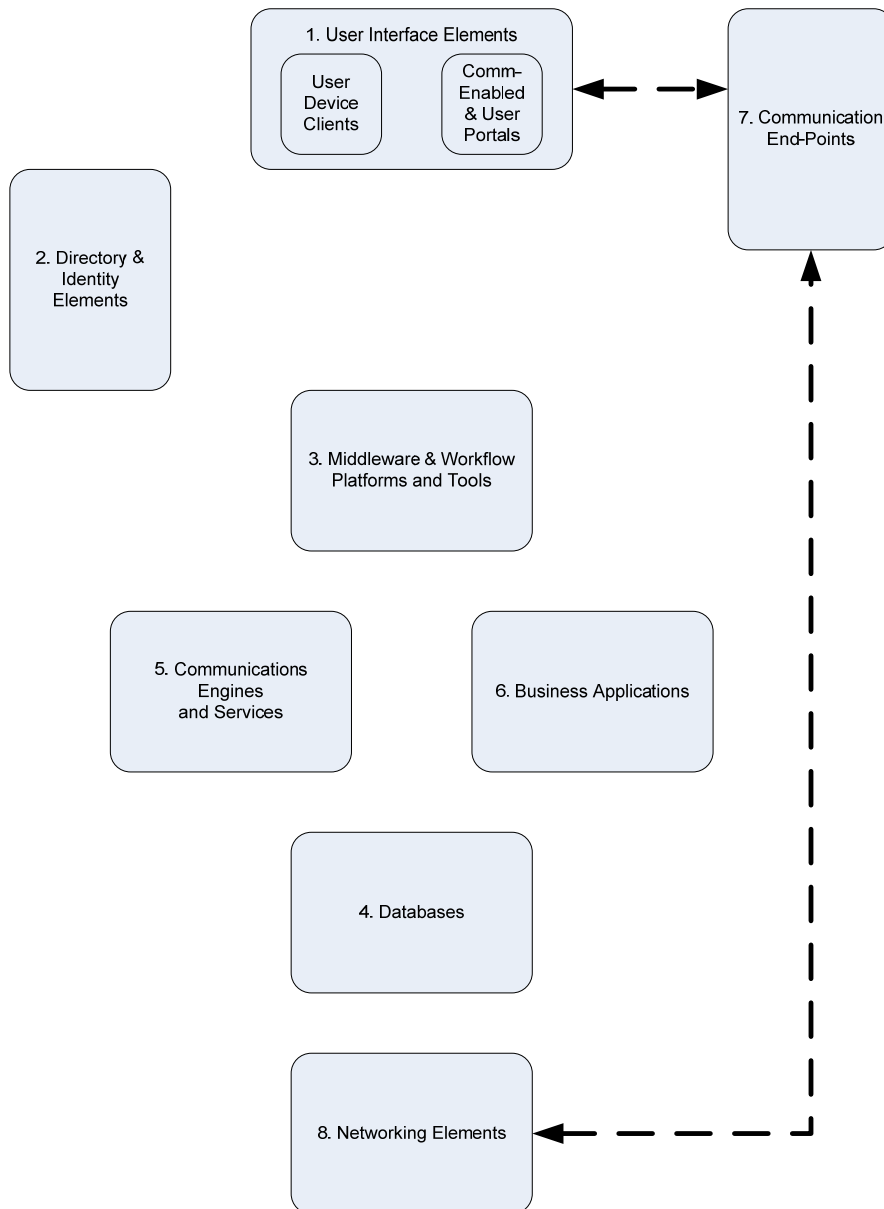 1. User Interface Elements
User
Device
Clients
Comm-
Enabled
& User
Portals
7. Communication
End-Points
2. Directory &
Identity
Elements
3. Middleware & Workflow
Platforms and Tools
5. Communications
Engines
and Services
6. Business Applications
4. Databases
8. Networking Elements